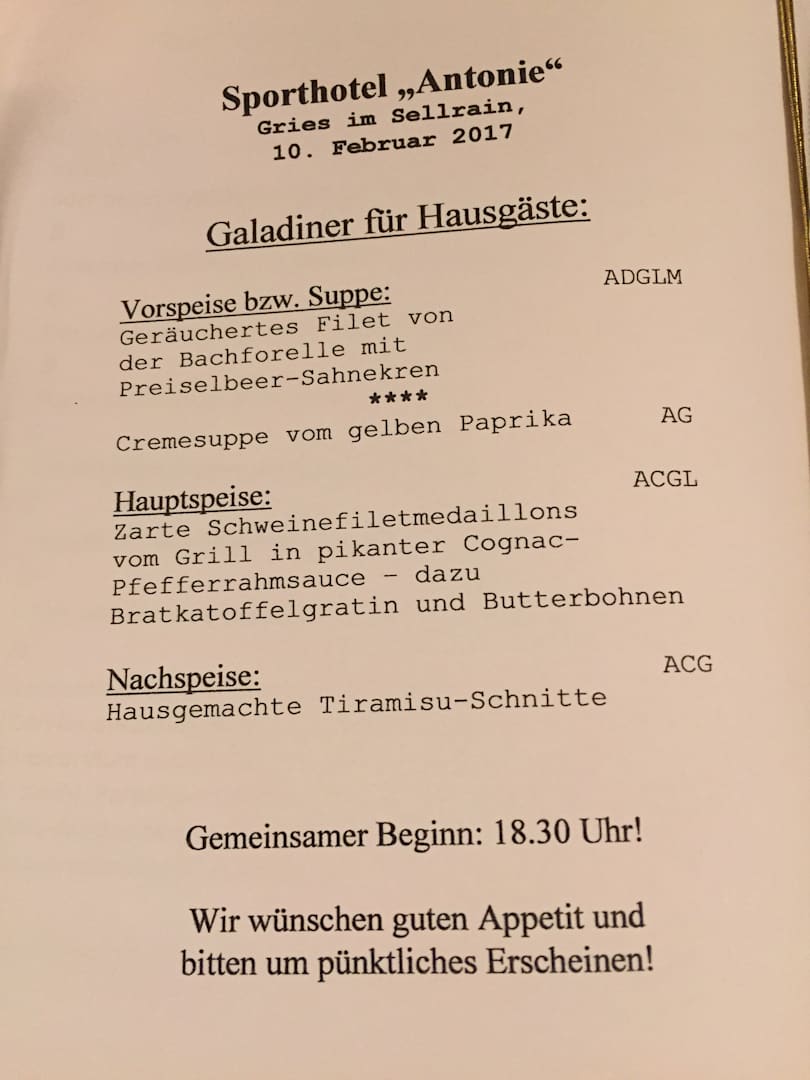 Sporthotel „Antonie“
Gries im Sellrain,
10. Februar 2017
Galadiner für Hausgäste:
Vorspeise bzw. Suppe: ADGLM
Geräuchertes Filet von
der Bachforelle mit
Preiselbeer-Sahnekren
****
Cremesuppe vom gelben Paprika AG
Hauptspeise: ACGL
Zarte Schweinefiletmedaillons
vom Grill in pikanter Cognac-
Pfefferrahmsauce – dazu
Bratkatoffelgratin und Butterbohnen
Nachspeise: ACG
Hausgemachte Tiramisu-Schnitte
Gemeinsamer Beginn: 18.30 Uhr!
Wir wünschen guten Appetit und
bitten um pünktliches Erscheinen!